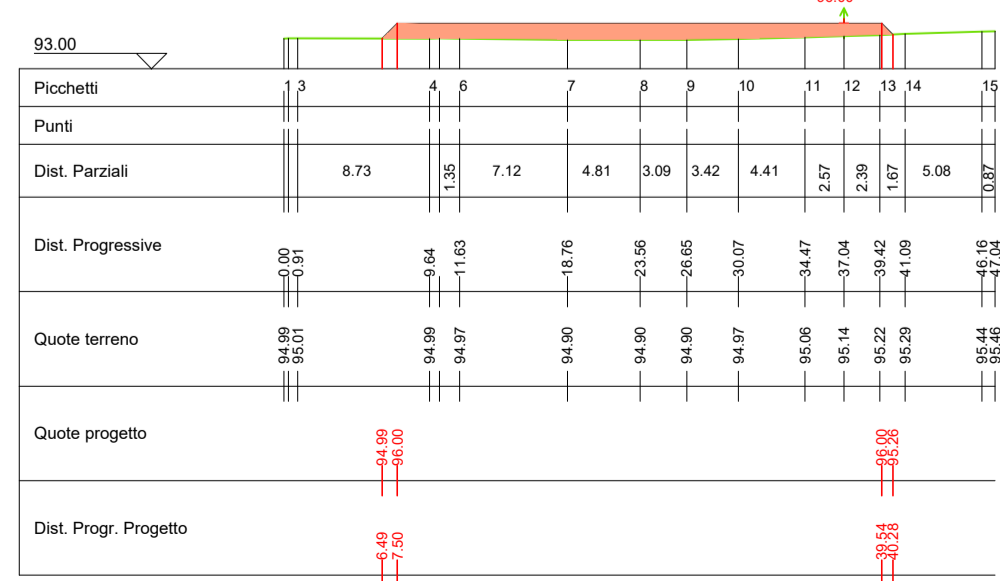 93.00
Picchetti 1 3 4 6 7 8 9 10 11 12 13 14 15
Punti
Dist. Parziali 8.73 1.35 7.12 4.81 3.09 3.42 4.41 2.57 2.39 1.67 5.08 0.87
Dist. Progressive 0.00 0.91 9.64 11.63 18.76 23.56 26.65 30.07 34.47 37.04 39.42 41.09 46.16 47.04
Quote terreno 94.99 95.01 94.99 94.97 94.90 94.90 94.90 94.97 95.06 95.14 95.22 95.29 95.44 95.46
Quote progetto 94.99 96.00 96.00 95.26
Dist. Progr. Progetto 6.49 7.50 39.54 40.28